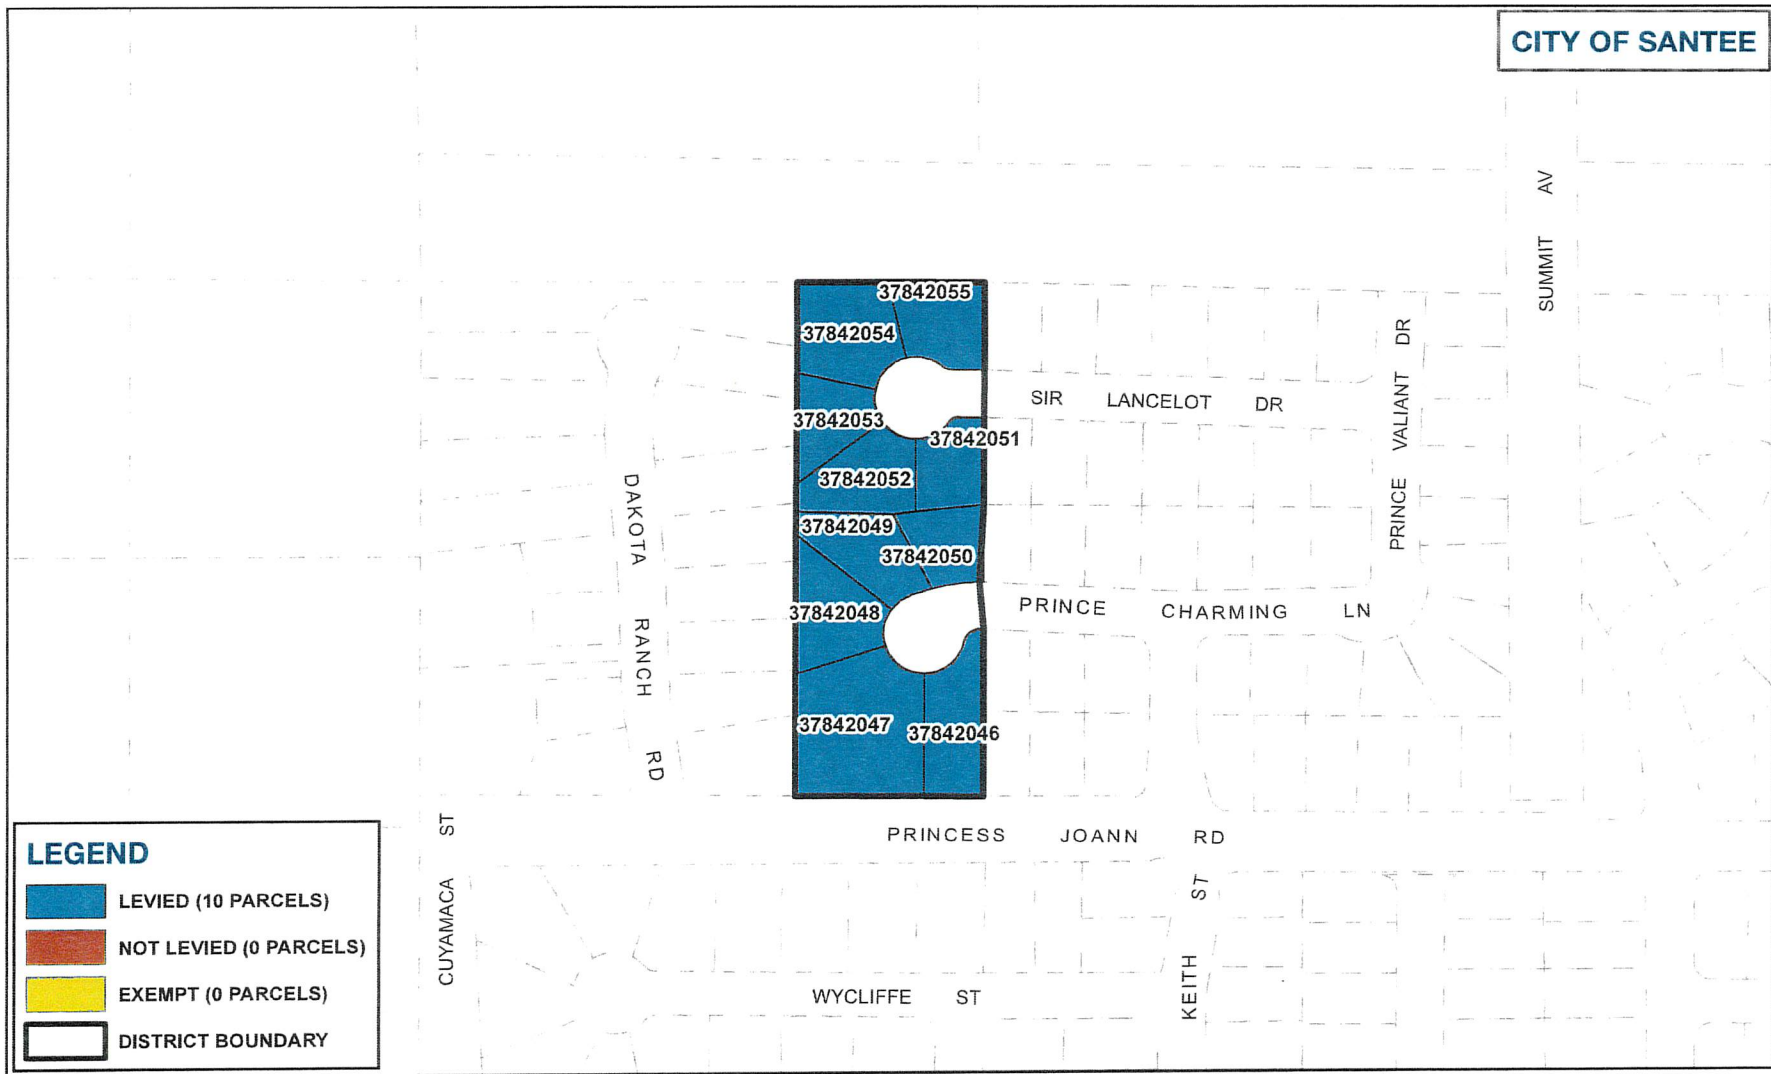 CITY OF SANTEE
SUMMIT AV
37842055
37842054
PRINCE VALIANT DR
SIR LANCELOT DR
37842053
37842051
37842052
DAKOTA RANCH RD
37842049
37842050
37842048
PRINCE CHARMING LN
37842047
37842046
PRINCESS JOANN RD
CUYAMACA ST
KEITH ST
WYCLIFFE ST
LEGEND
LEVIED (10 PARCELS)
NOT LEVIED (0 PARCELS)
EXEMPT (0 PARCELS)
DISTRICT BOUNDARY